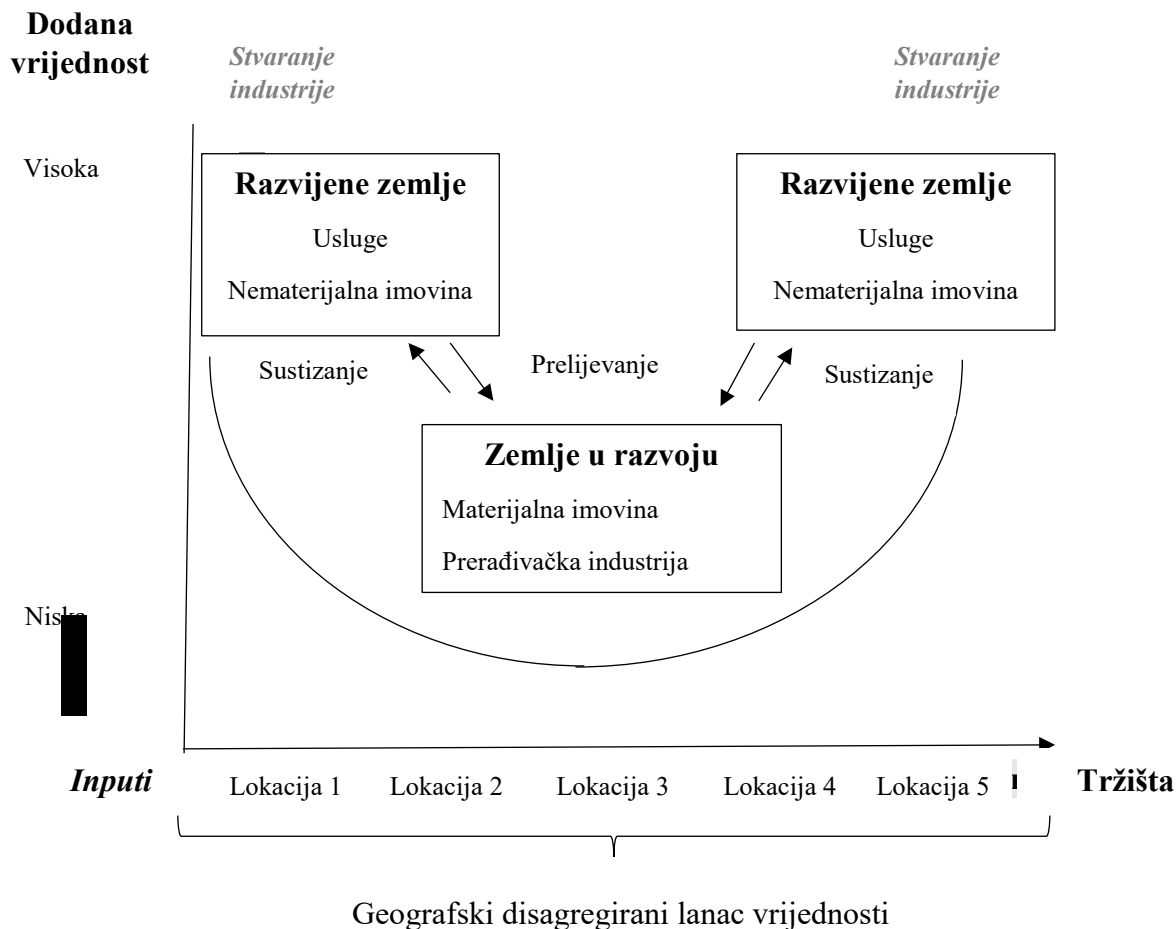 Dodana
vrijednost
Stvaranje
industrije
Stvaranje
industrije
Visoka
Razvijene zemlje
Usluge
Nematerijalna imovina
Razvijene zemlje
Usluge
Nematerijalna imovina
Sustizanje
Prelijevanje
Sustizanje
Zemlje u razvoju
Materijalna imovina
Prerađivačka industrija
Niska
Inputi
Lokacija 1
Lokacija 2
Lokacija 3
Lokacija 4
Lokacija 5
Tržišta
Geografski disagregirani lanac vrijednosti